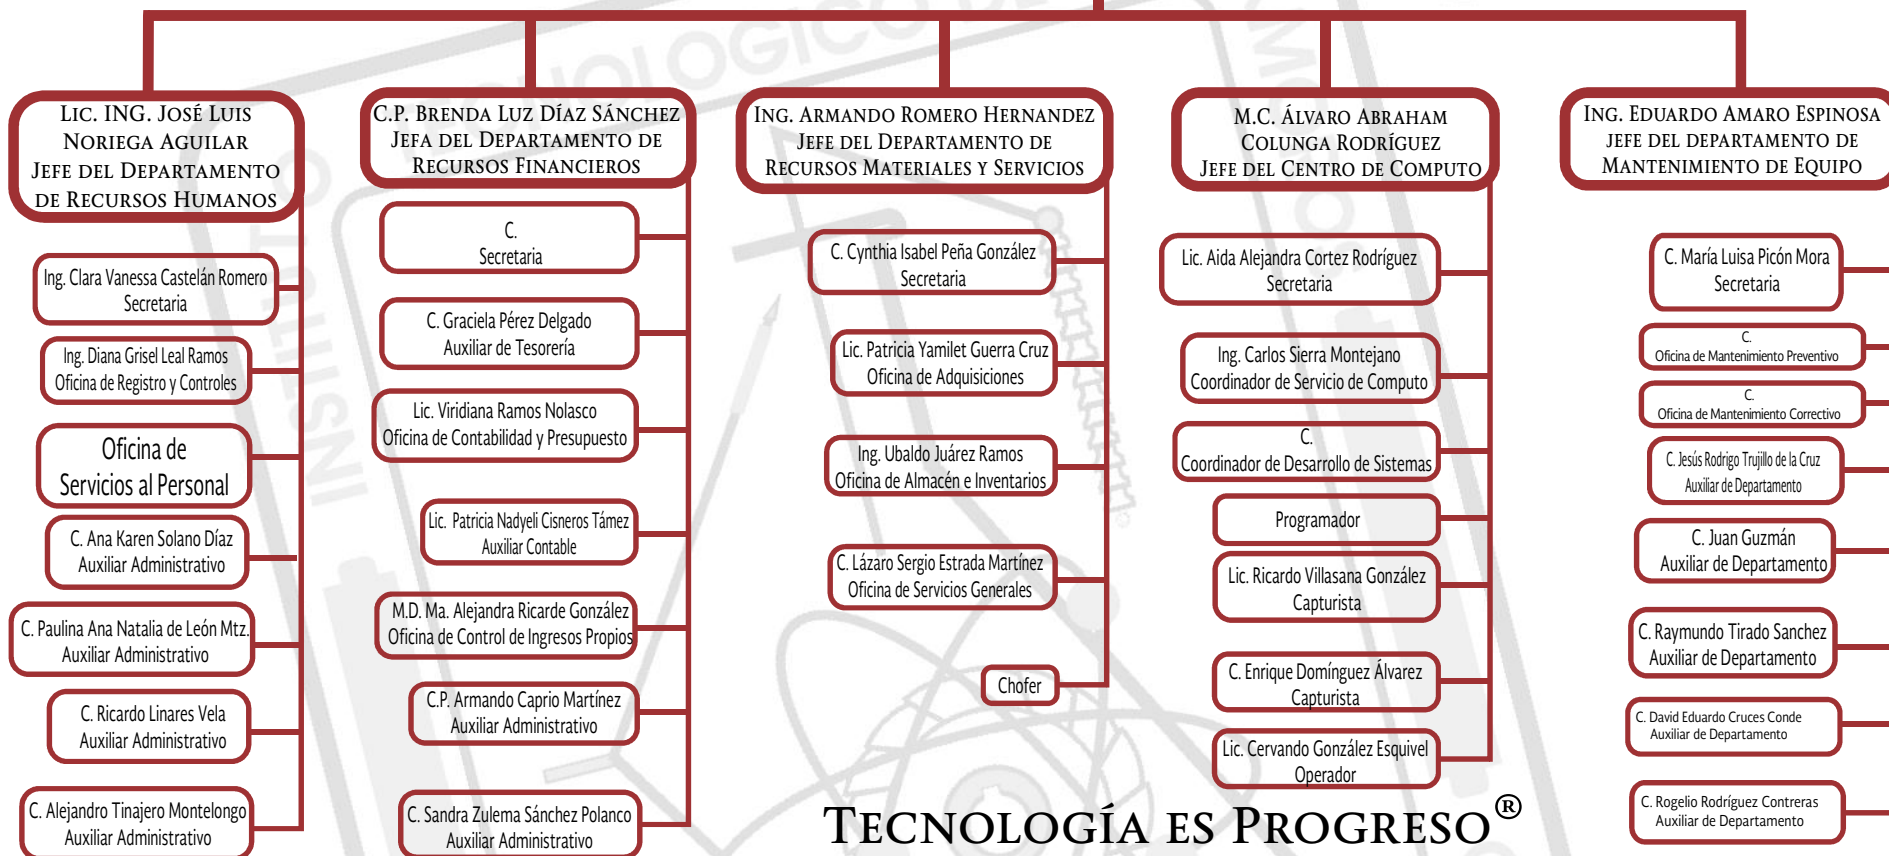 Lic. ING. José Luis
Noriega Aguilar
Jefe del Departamento
de Recursos Humanos
Ing. Clara Vanessa Castelán Romero
Secretaria
Ing. Diana Grisel Leal Ramos
Oficina de Registro y Controles
Oficina de
Servicios al Personal
C. Ana Karen Solano Díaz
Auxiliar Administrativo
C. Paulina Ana Natalia de León Mtz.
Auxiliar Administrativo
C. Ricardo Linares Vela
Auxiliar Administrativo
C. Alejandro Tinajero Montelongo
Auxiliar Administrativo
C.P. Brenda Luz Díaz Sánchez
Jefa del Departamento de
Recursos Financieros
C.
Secretaria
C. Graciela Pérez Delgado
Auxiliar de Tesorería
Lic. Viridiana Ramos Nolasco
Oficina de Contabilidad y Presupuesto
Lic. Patricia Nadyeli Cisneros Támez
Auxiliar Contable
M.D. Ma. Alejandra Ricarde González
Oficina de Control de Ingresos Propios
C.P. Armando Caprio Martínez
Auxiliar Administrativo
C. Sandra Zulema Sánchez Polanco
Auxiliar Administrativo
Ing. Armando Romero Hernandez
Jefe del Departamento de
Recursos Materiales y Servicios
C. Cynthia Isabel Peña González
Secretaria
Lic. Patricia Yamilet Guerra Cruz
Oficina de Adquisiciones
Ing. Ubaldo Juárez Ramos
Oficina de Almacén e Inventarios
C. Lázaro Sergio Estrada Martínez
Oficina de Servicios Generales
Chofer
M.C. Álvaro Abraham
Colunga Rodríguez
Jefe del Centro de Computo
Lic. Aida Alejandra Cortez Rodríguez
Secretaria
Ing. Carlos Sierra Montejano
Coordinador de Servicio de Computo
C.
Coordinador de Desarrollo de Sistemas
Programador
Lic. Ricardo Villasana González
Capturista
C. Enrique Domínguez Álvarez
Capturista
Lic. Cervando González Esquivel
Operador
Ing. Eduardo Amaro Espinosa
jefe del departamento de
Mantenimiento de Equipo
C. María Luisa Picón Mora
Secretaria
C.
Oficina de Mantenimiento Preventivo
C.
Oficina de Mantenimiento Correctivo
C. Jesús Rodrigo Trujillo de la Cruz
Auxiliar de Departamento
C. Juan Guzmán
Auxiliar de Departamento
C. Raymundo Tirado Sanchez
Auxiliar de Departamento
C. David Eduardo Cruces Conde
Auxiliar de Departamento
C. Rogelio Rodríguez Contreras
Auxiliar de Departamento
Tecnología es Progreso®